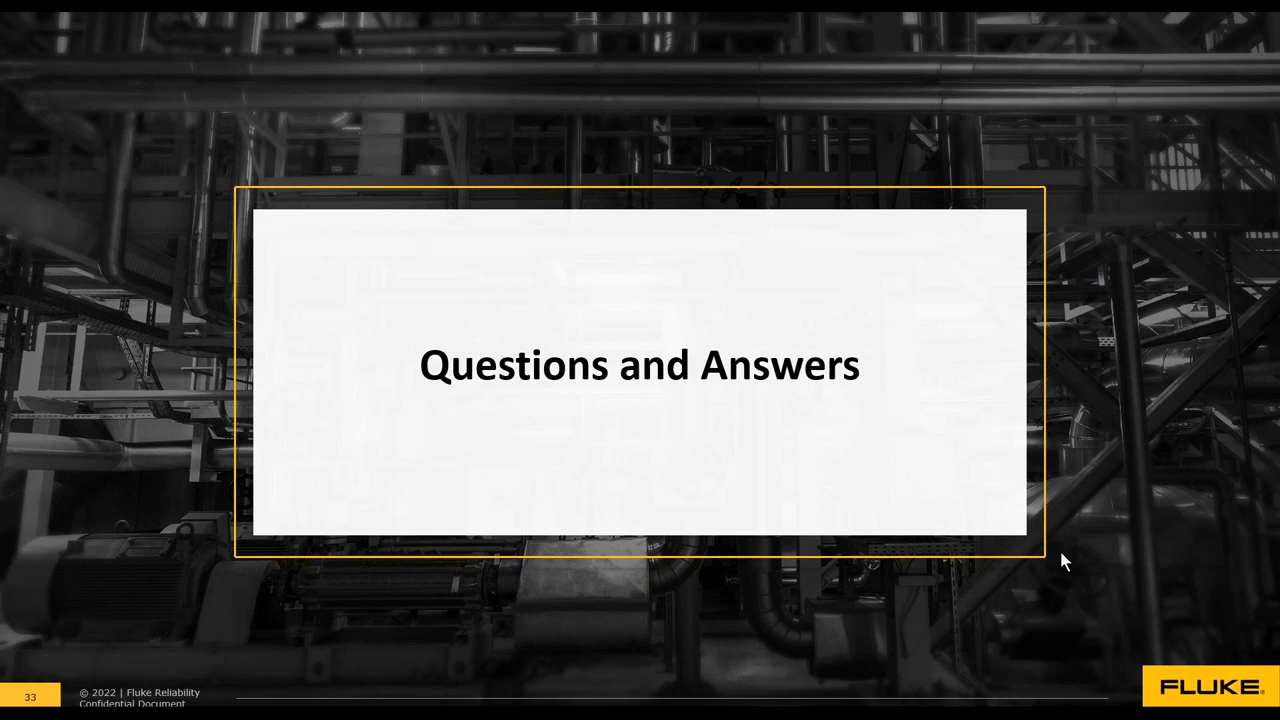 Questions and Answers
33
© 2022 | Fluke Reliability
Confidential Document
FLUKE®